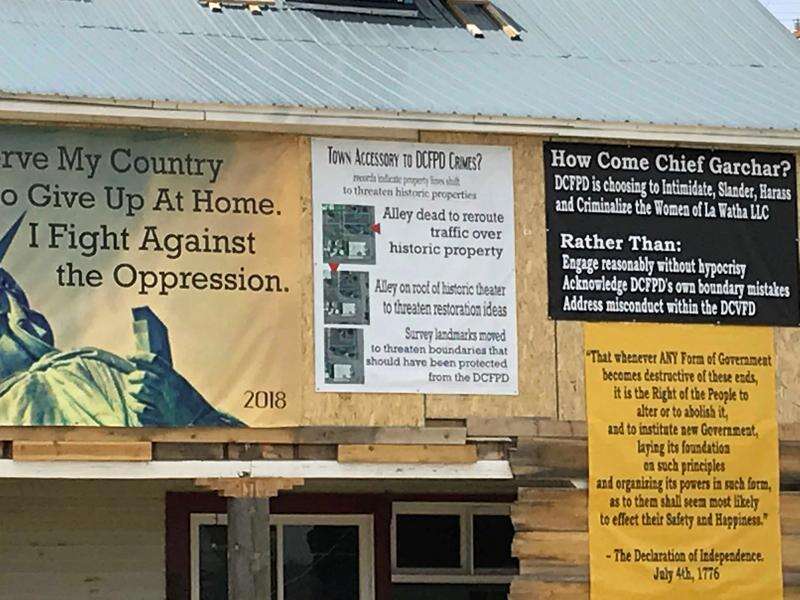 rve My Country
o Give Up At Home.
I Fight Against
the Oppression.
2018
Town Accessory to DCFPD Crimes?
records indicate property lines shift
to threaten historic properties
Alley dead to reroute
traffic over
historic property
Alley on roof of historic theater
to threaten restoration ideas
Survey landmarks moved
to threaten boundaries that
should have been protected
from the DCFPD
How Come Chief Garchar?
DCFPD is choosing to Intimidate, Slander, Harass
and Criminalize the Women of La Watha LLC
Rather Than:
Engage reasonably without hypocrisy
Acknowledge DCFPD's own boundary mistakes
Address misconduct within the DCVFD
"That whenever ANY Form of Government
becomes destructive of these ends,
it is the Right of the People to
alter or to abolish it,
and to institute new Government,
laying its foundation
on such principles
and organizing its powers in such form,
as to them shall seem most likely
to effect their Safety and Happiness."
- The Declaration of Independence.
July 4th, 1776